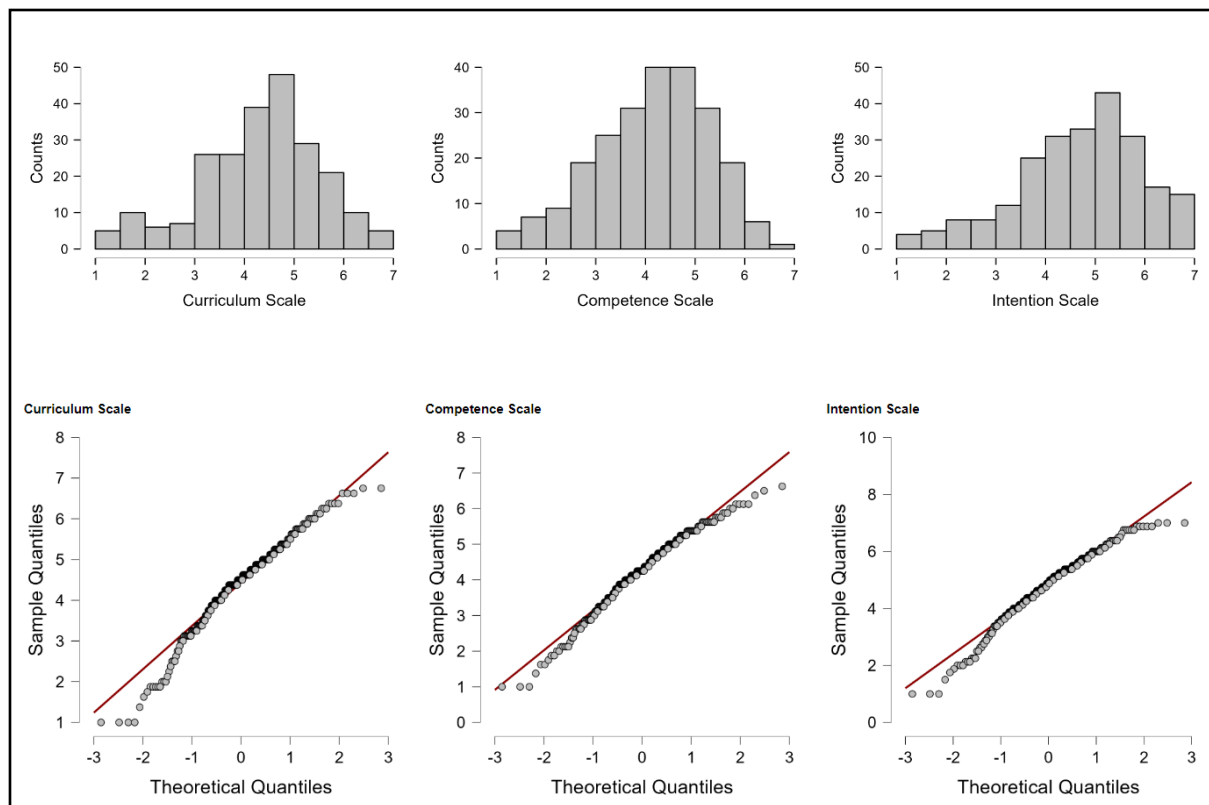 50
40
30
20
10
0
Counts
1 2 3 4 5 6 7
Curriculum Scale
40
30
20
10
0
Counts
1 2 3 4 5 6 7
Competence Scale
50
40
30
20
10
0
Counts
1 2 3 4 5 6 7
Intention Scale
Curriculum Scale
8
7
6
5
4
3
2
1
Sample Quantiles
-3 -2 -1 0 1 2 3
Theoretical Quantiles
Competence Scale
8
7
6
5
4
3
2
1
0
Sample Quantiles
-3 -2 -1 0 1 2 3
Theoretical Quantiles
Intention Scale
10
8
6
4
2
0
Sample Quantiles
-3 -2 -1 0 1 2 3
Theoretical Quantiles